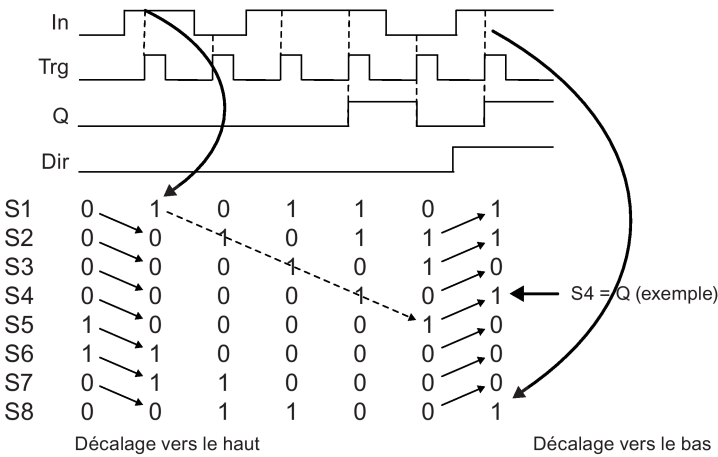 In
Trg
Q
Dir
S1 0 1 0 1 1 0 1
S2 0 0 1 0 1 1 1
S3 0 0 0 1 0 1 0
S4 0 0 0 0 1 0 1 S4 = Q (exemple)
S5 1 0 0 0 0 1 0
S6 1 1 0 0 0 0 0
S7 0 1 1 0 0 0 0
S8 0 0 1 1 0 0 1
Décalage vers le haut Décalage vers le bas